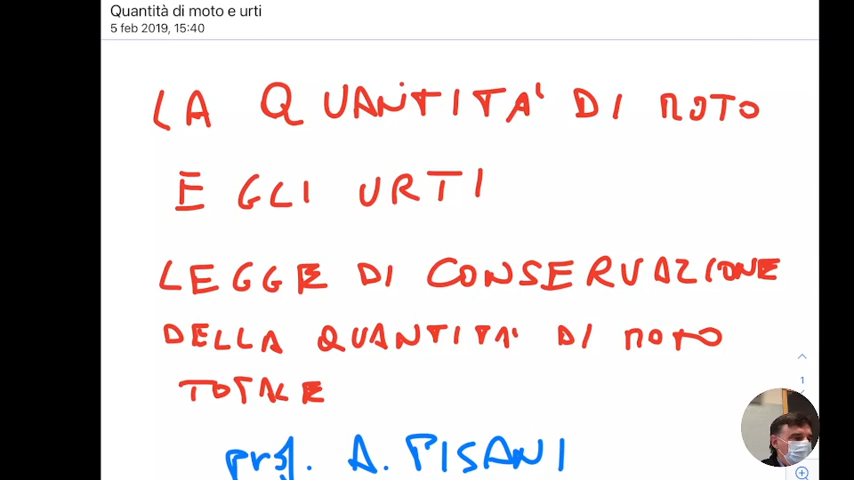 Quantità di moto e urti
5 feb 2019, 15:40
LA QUANTITA' DI MOTO
E GLI URTI
LEGGE DI CONSERVAZIONE
DELLA QUANTITA' DI MOTO
TOTALE
1
prof. A. PISANI